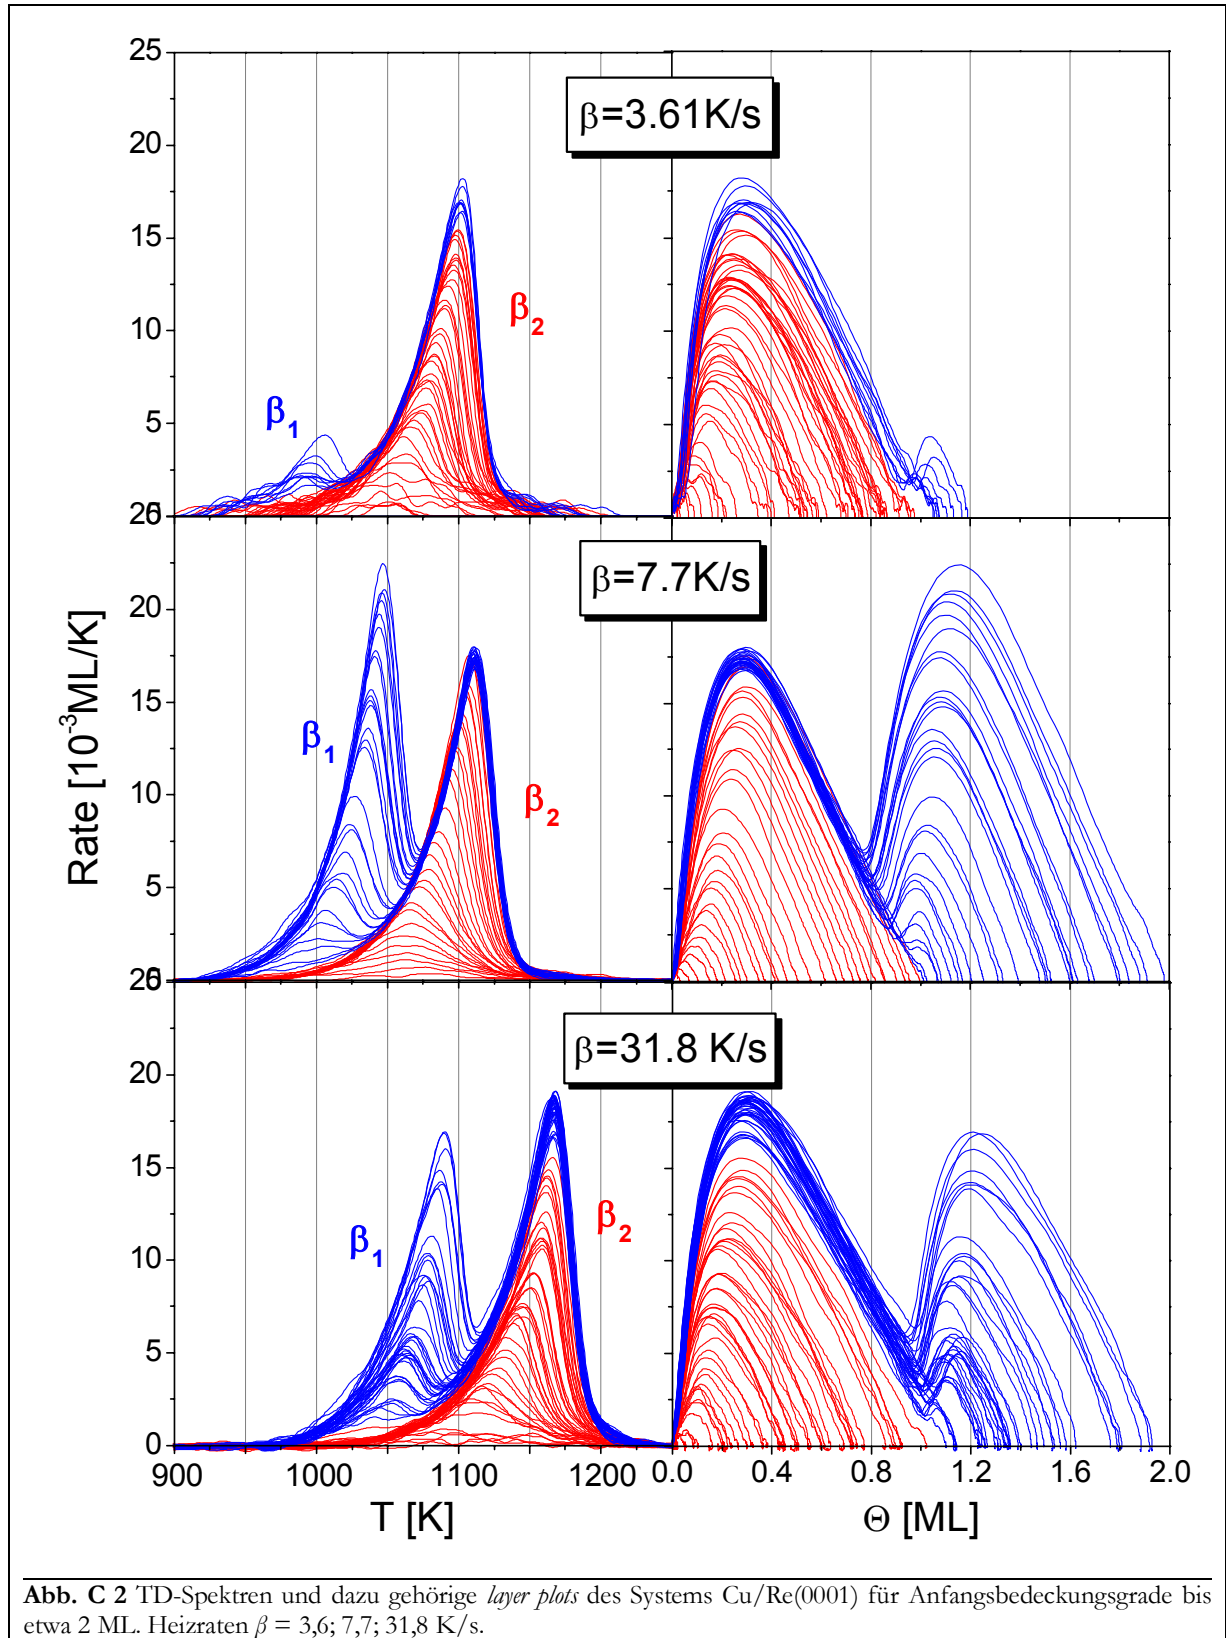 25
20
15
10
5
β=3.61K/s
β₁
β₂
20
15
10
5
β=7.7K/s
β₁
β₂
Rate [10⁻³ML/K]
20
15
10
5
0
β=31.8 K/s
β₁
β₂
900 1000 1100 1200 0.0 0.4 0.8 1.2 1.6 2.0
T [K] Θ [ML]
Abb. C 2 TD-Spektren und dazu gehörige layer plots des Systems Cu/Re(0001) für Anfangsbedeckungsgrade bis
etwa 2 ML. Heizraten β = 3,6; 7,7; 31,8 K/s.